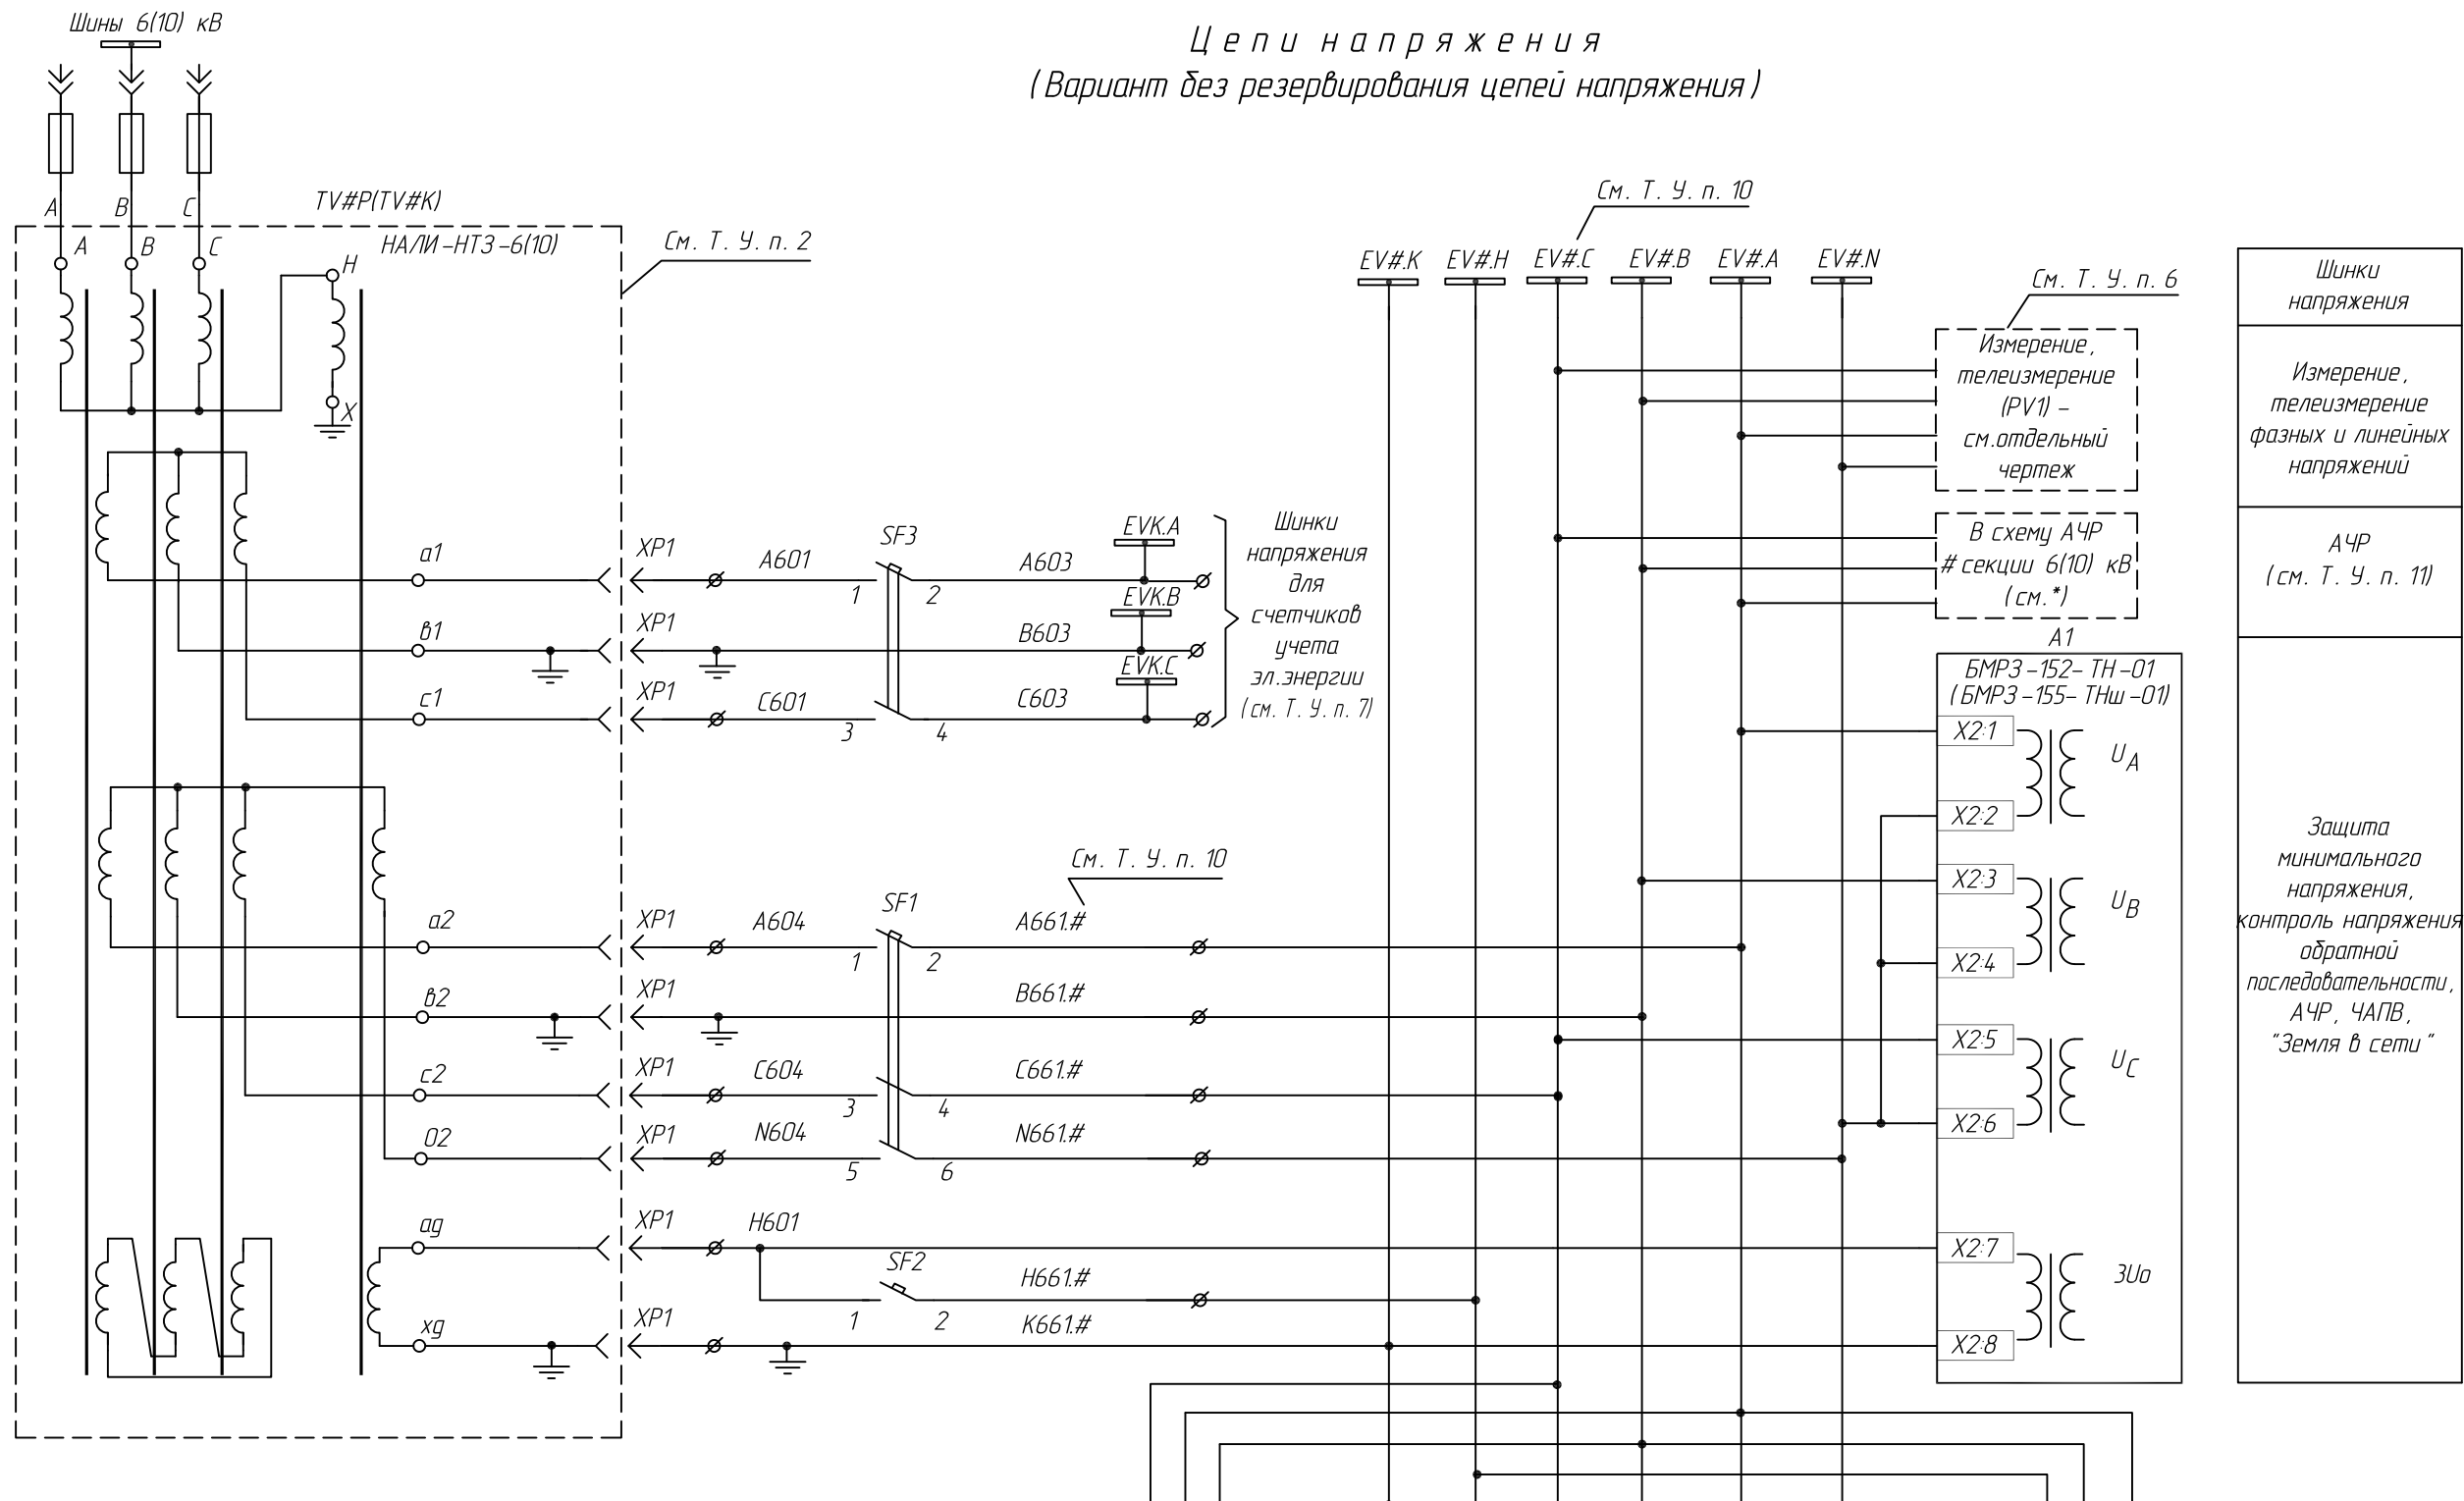 Шины 6(10) кВ
Цепи напряжения
(Вариант без резервирования цепей напряжения)
A
B
C
TV#P(TV#K)
НАЛИ-НТЗ-6(10)
A
B
C
H
X
См. Т. У. п. 2
См. Т. У. п. 10
EV#.K
EV#.H
EV#.C
EV#.B
EV#.A
EV#.N
См. Т. У. п. 6
Измерение,
телеизмерение
(PV1) -
см.отдельный
чертеж
В схему АЧР
# секции 6(10) кВ
(см.*)
Шинки
напряжения
Измерение,
телеизмерение
фазных и линейных
напряжений
АЧР
(см. Т. У. п. 11)
Защита
минимального
напряжения,
контроль напряжения
обратной
последовательности,
АЧР, ЧАПВ,
"Земля в сети"
a1
XP1
A601
SF3
1
2
A603
EVK.A
в1
XP1
B603
EVK.B
c1
XP1
C601
3
4
C603
EVK.C
Шинки
напряжения
для
счетчиков
учета
эл.энергии
(см. Т. У. п. 7)
См. Т. У. п. 10
a2
XP1
A604
SF1
1
2
A661.#
в2
XP1
B661.#
c2
XP1
C604
3
4
C661.#
02
XP1
N604
5
6
N661.#
ag
XP1
H601
SF2
1
2
H661.#
xg
XP1
K661.#
A1
БМРЗ-152-ТН-01
(БМРЗ-155-ТНш-01)
X2:1
UA
X2:2
X2:3
UB
X2:4
X2:5
UC
X2:6
X2:7
3Uo
X2:8